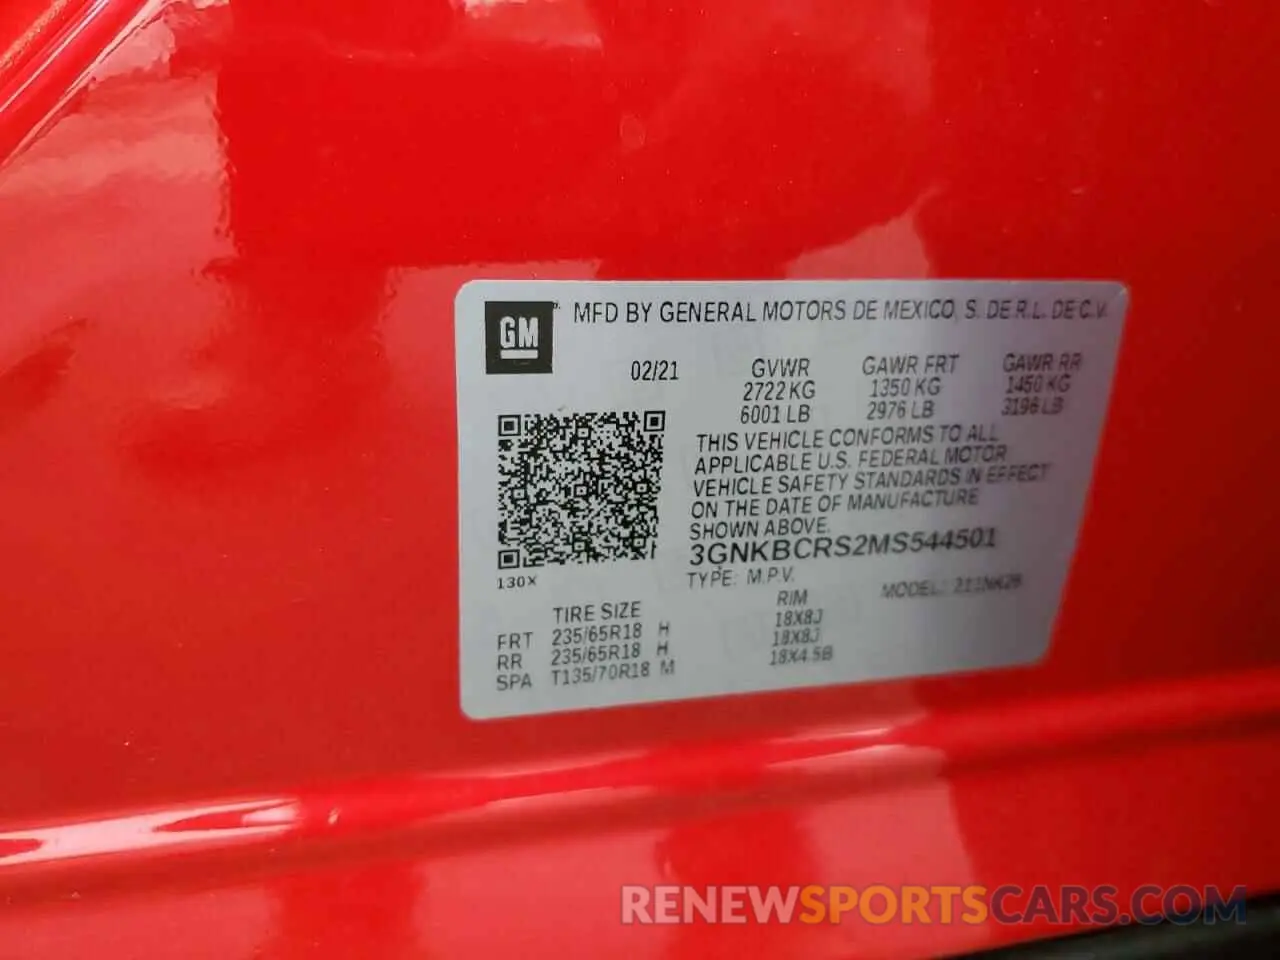 GM
MFD BY GENERAL MOTORS DE MEXICO, S. DE R.L. DE C.V.
02/21 GVWR GAWR FRT GAWR RR
2722 KG 1350 KG 1450 KG
6001 LB 2976 LB 3196 LB
THIS VEHICLE CONFORMS TO ALL
APPLICABLE U.S. FEDERAL MOTOR
VEHICLE SAFETY STANDARDS IN EFFECT
ON THE DATE OF MANUFACTURE
SHOWN ABOVE.
3GNKBCRS2MS544501
130X
TYPE: M.P.V. MODEL:
TIRE SIZE RIM
FRT 235/65R18 H 18X8J
RR 235/65R18 H 18X8J
SPA T135/70R18 M 18X4.5B
RENEWSPORTSCARS.COM